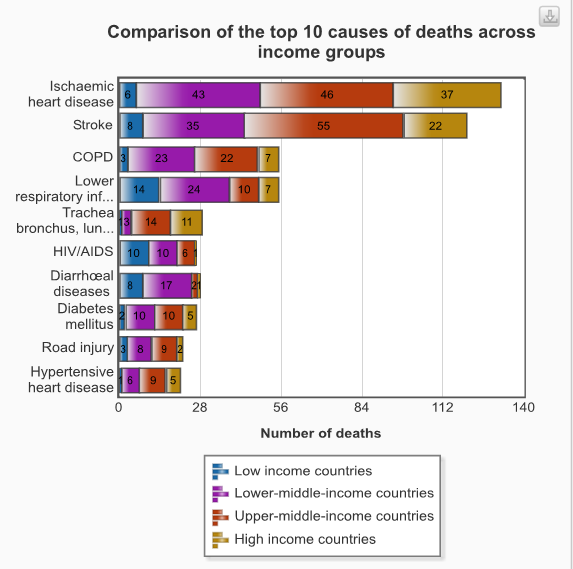 Comparison of the top 10 causes of deaths across
income groups
Ischaemic
heart disease
6 43 46 37
Stroke
8 35 55 22
COPD
3 23 22 7
Lower
respiratory inf...
14 24 10 7
Trachea
bronchus, lun...
1 3 14 11
HIV/AIDS
10 10 6 1
Diarrhœal
diseases
8 17 2 1
Diabetes
mellitus
2 10 10 5
Road injury
3 8 9 2
Hypertensive
heart disease
1 6 9 5
0 28 56 84 112 140
Number of deaths
Low income countries
Lower-middle-income countries
Upper-middle-income countries
High income countries